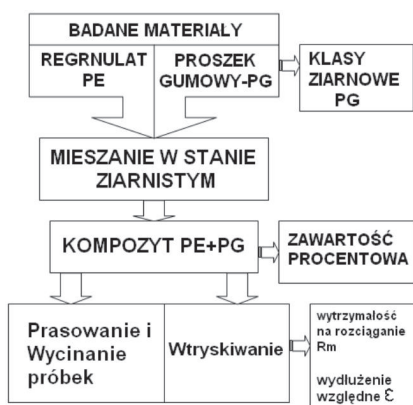 BADANE MATERIAŁY
REGRNULAT
PE
PROSZEK
GUMOWY-PG
KLASY
ZIARNOWE
PG
MIESZANIE W STANIE
ZIARNISTYM
KOMPOZYT PE+PG
ZAWARTOŚĆ
PROCENTOWA
Prasowanie i
Wycinanie
próbek
Wtryskiwanie
wytrzymalość
na rozciąganie
Rm
wydłużenie
względne Ɛ